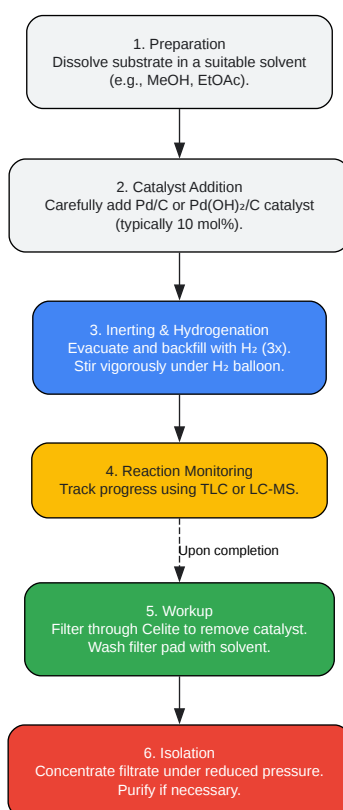 1. Preparation
Dissolve substrate in a suitable solvent
(e.g., MeOH, EtOAc).
2. Catalyst Addition
Carefully add Pd/C or Pd(OH)₂/C catalyst
(typically 10 mol%).
3. Inerting & Hydrogenation
Evacuate and backfill with H₂ (3x).
Stir vigorously under H₂ balloon.
4. Reaction Monitoring
Track progress using TLC or LC-MS.
Upon completion
5. Workup
Filter through Celite to remove catalyst.
Wash filter pad with solvent.
6. Isolation
Concentrate filtrate under reduced pressure.
Purify if necessary.